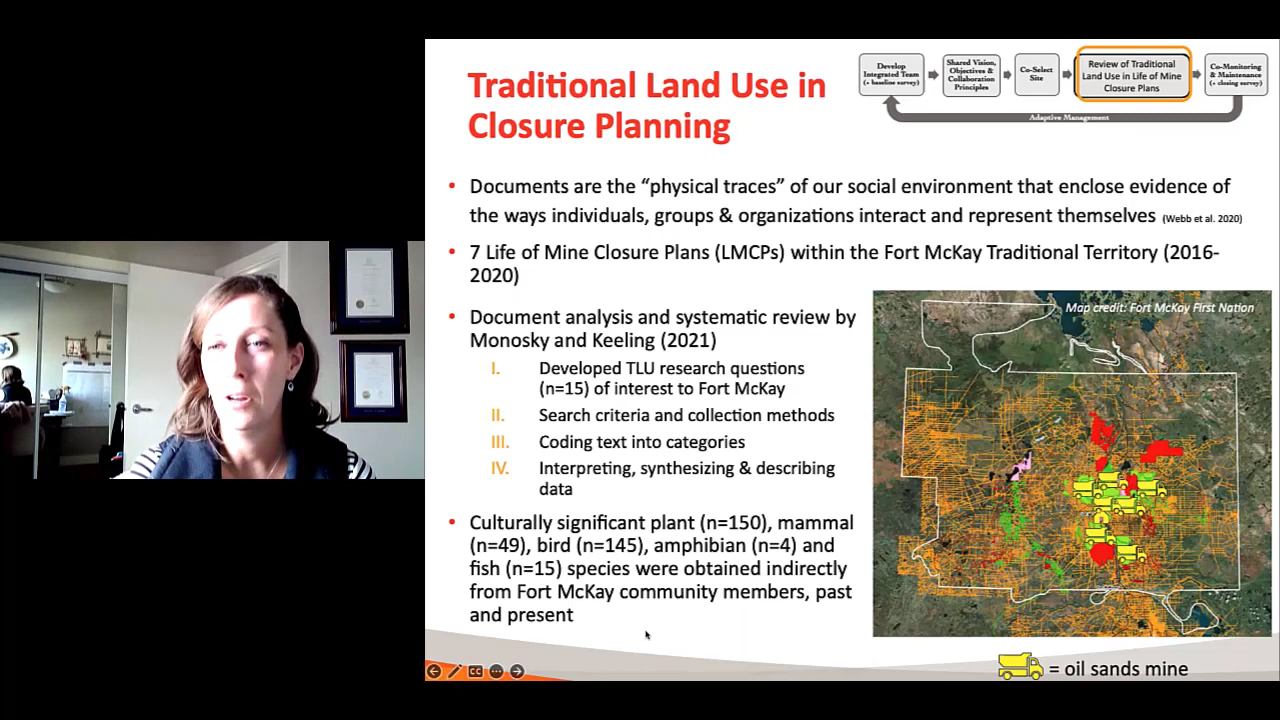 Traditional Land Use in
Closure Planning
Develop
Integrated Team
(+ baseline survey)
Shared Vision,
Objectives &
Collaboration
Principles
Co-Select
Site
Review of Traditional
Land Use in Life of Mine
Closure Plans
Co-Monitoring
& Maintenance
(+ closing survey)
Adaptive Management
• Documents are the “physical traces” of our social environment that enclose evidence of
the ways individuals, groups & organizations interact and represent themselves (Webb et al. 2020)
• 7 Life of Mine Closure Plans (LMCPs) within the Fort McKay Traditional Territory (2016-
2020)
• Document analysis and systematic review by
Monosky and Keeling (2021)
I. Developed TLU research questions
(n=15) of interest to Fort McKay
II. Search criteria and collection methods
III. Coding text into categories
IV. Interpreting, synthesizing & describing
data
• Culturally significant plant (n=150), mammal
(n=49), bird (n=145), amphibian (n=4) and
fish (n=15) species were obtained indirectly
from Fort McKay community members, past
and present
Map credit: Fort McKay First Nation
= oil sands mine
CC